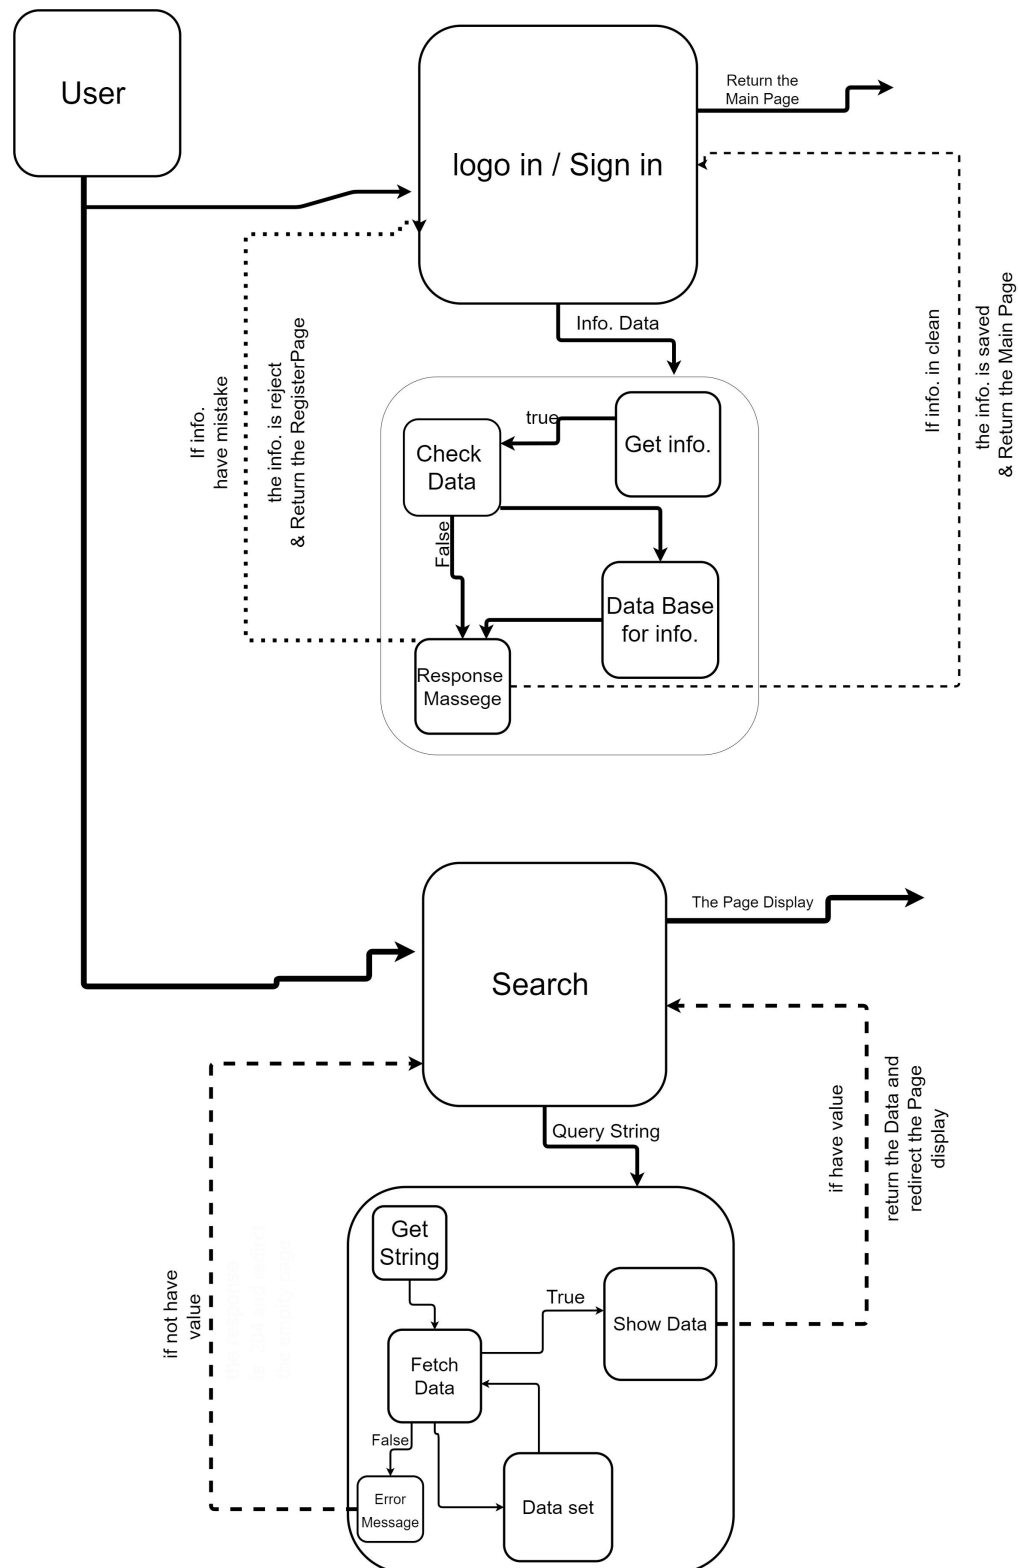 User
logo in / Sign in
Return the
Main Page
Info. Data
If info.
have mistake
the info. is reject
& Return the RegisterPage
If info. in clean
the info. is saved
& Return the Main Page
true
Get info.
Check
Data
False
Data Base
for info.
Response
Massege
The Page Display
Search
Query String
if not have
value
if have value
return the Data and
redirect the Page
display
Get
String
True
Show Data
Fetch
Data
False
Error
Message
Data set